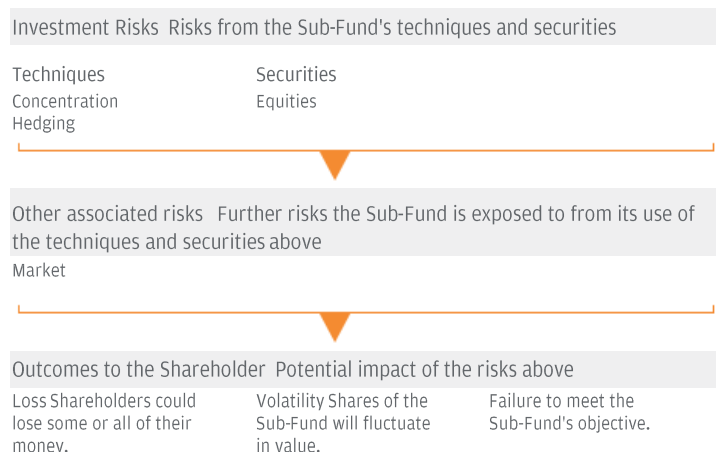 Investment Risks Risks from the Sub-Fund's techniques and securities
Techniques
Concentration
Hedging
Securities
Equities
Other associated risks Further risks the Sub-Fund is exposed to from its use of
the techniques and securities above
Market
Outcomes to the Shareholder Potential impact of the risks above
Loss Shareholders could
lose some or all of their
money.
Volatility Shares of the
Sub-Fund will fluctuate
in value.
Failure to meet the
Sub-Fund's objective.